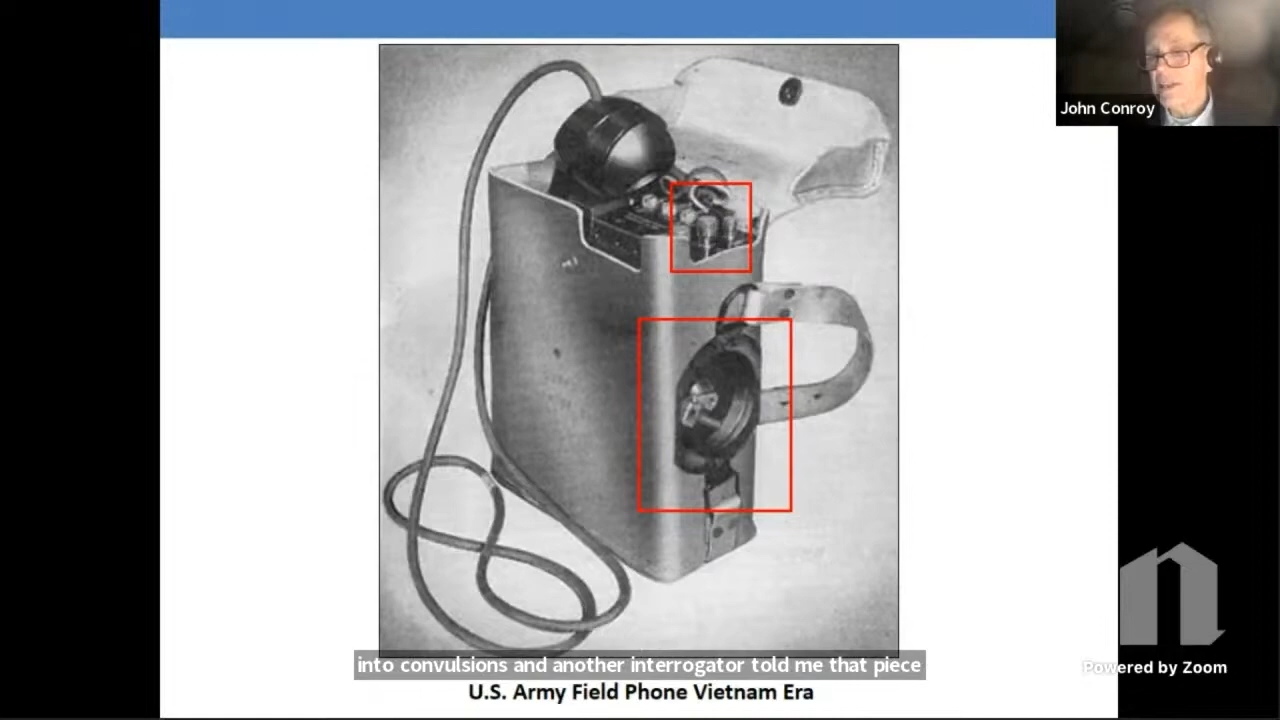 John Conroy
into convulsions and another interrogator told me that piece
Powered by Zoom
U.S. Army Field Phone Vietnam Era